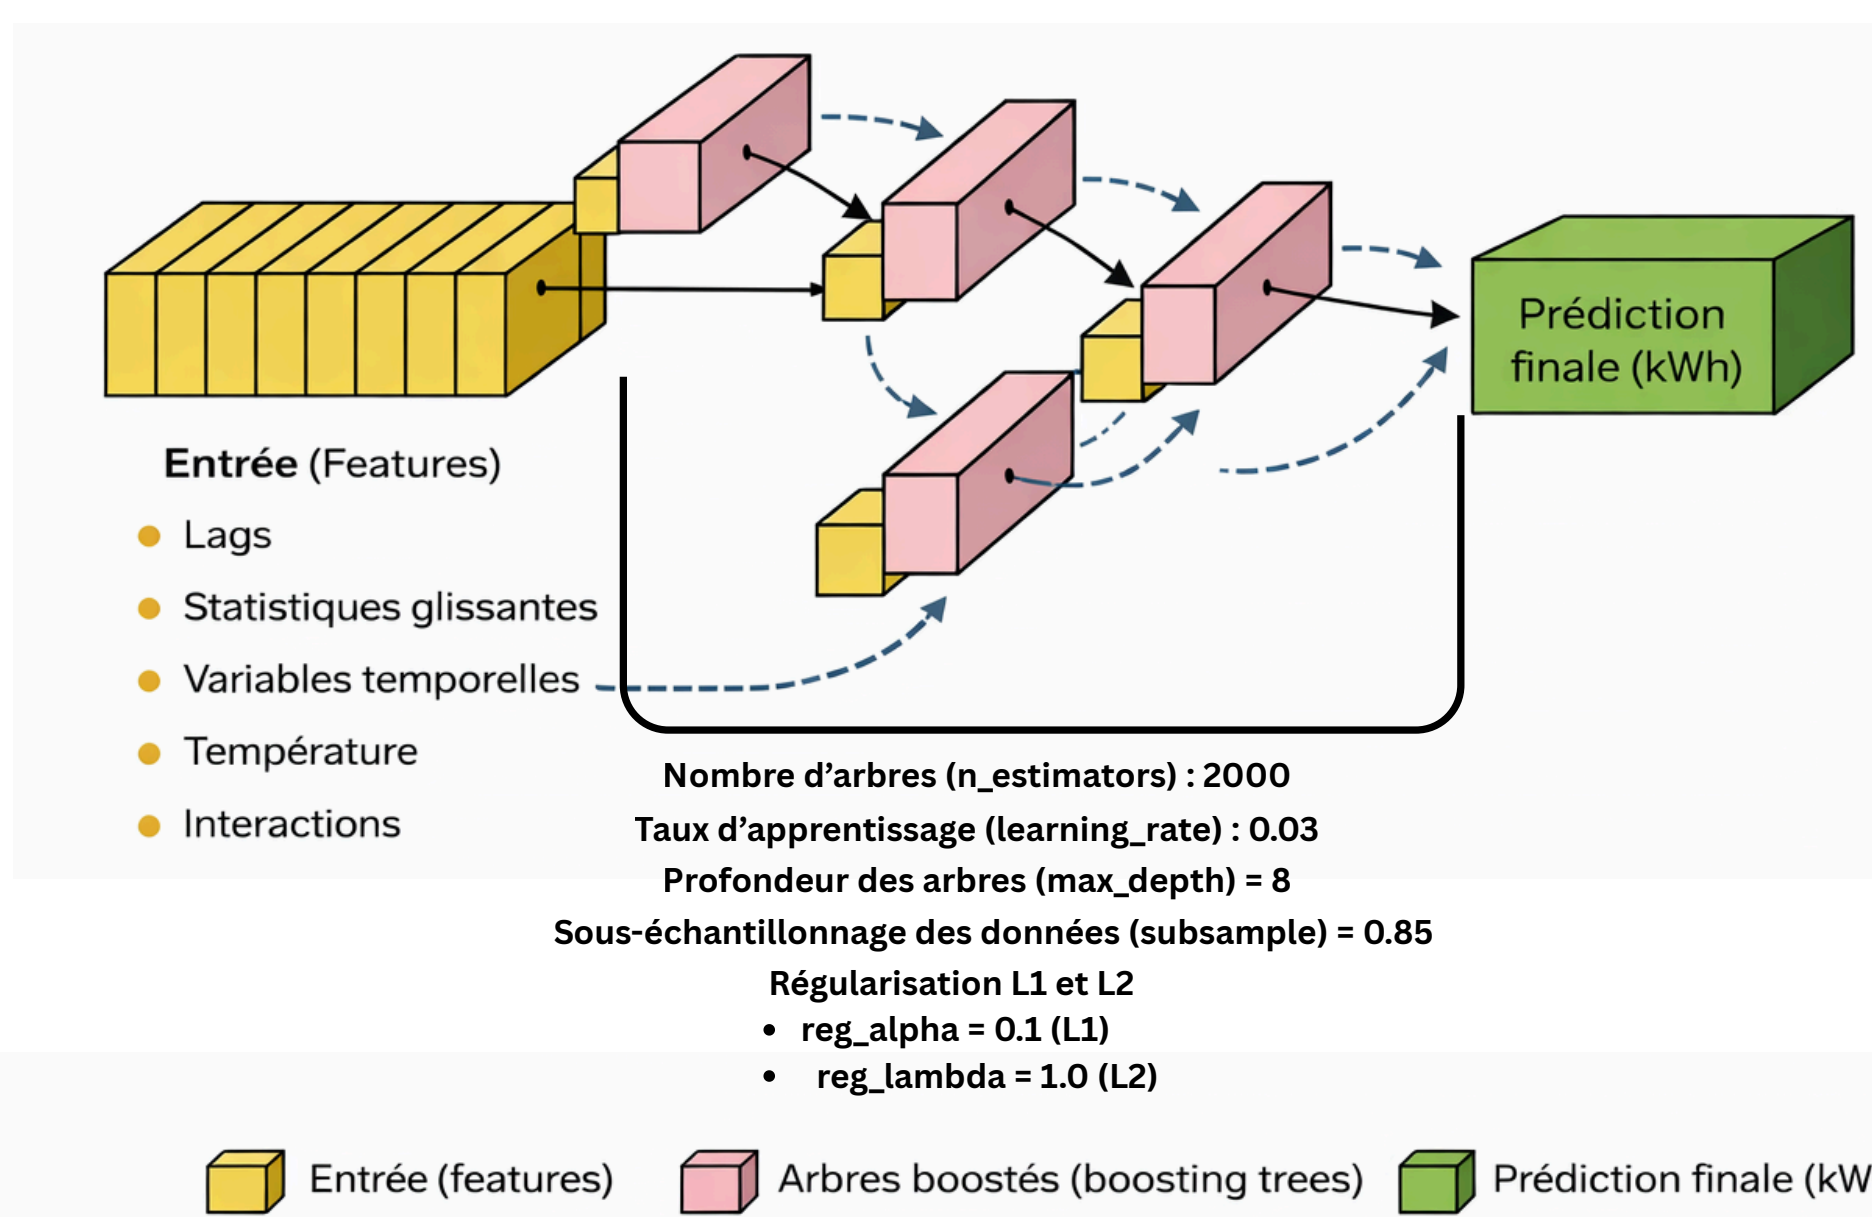 Prédiction
finale (kWh)
Entrée (Features)
Lags
Statistiques glissantes
Variables temporelles
Température
Interactions
Nombre d’arbres (n_estimators) : 2000
Taux d’apprentissage (learning_rate) : 0.03
Profondeur des arbres (max_depth) = 8
Sous-échantillonnage des données (subsample) = 0.85
Régularisation L1 et L2
• reg_alpha = 0.1 (L1)
• reg_lambda = 1.0 (L2)
Entrée (features)
Arbres boostés (boosting trees)
Prédiction finale (kW